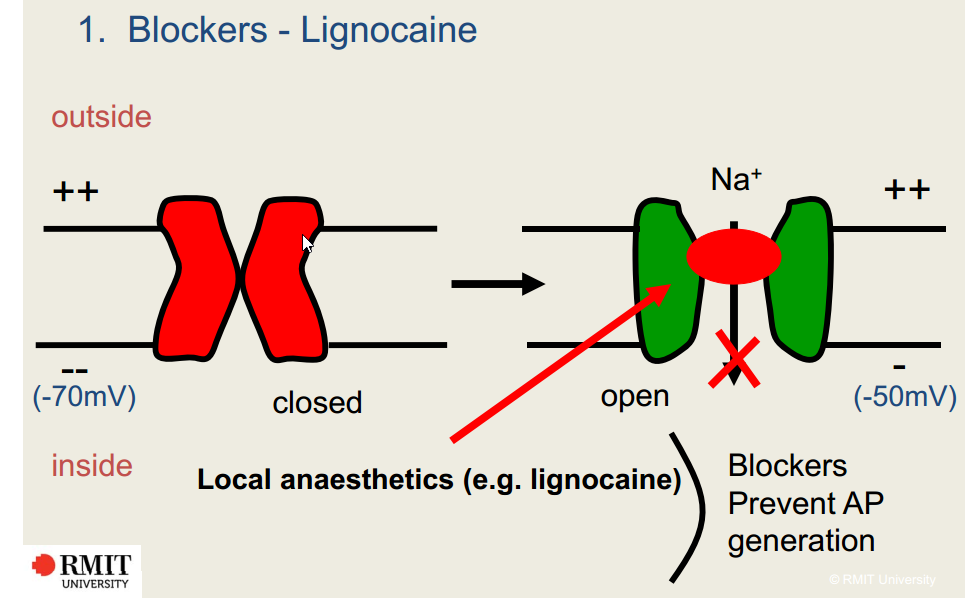 1. Blockers - Lignocaine
outside
++
Na⁺
++
--
(-70mV)
closed
open
-
(-50mV)
inside
Local anaesthetics (e.g. lignocaine)
Blockers
Prevent AP
generation
RMIT
UNIVERSITY
© RMIT University